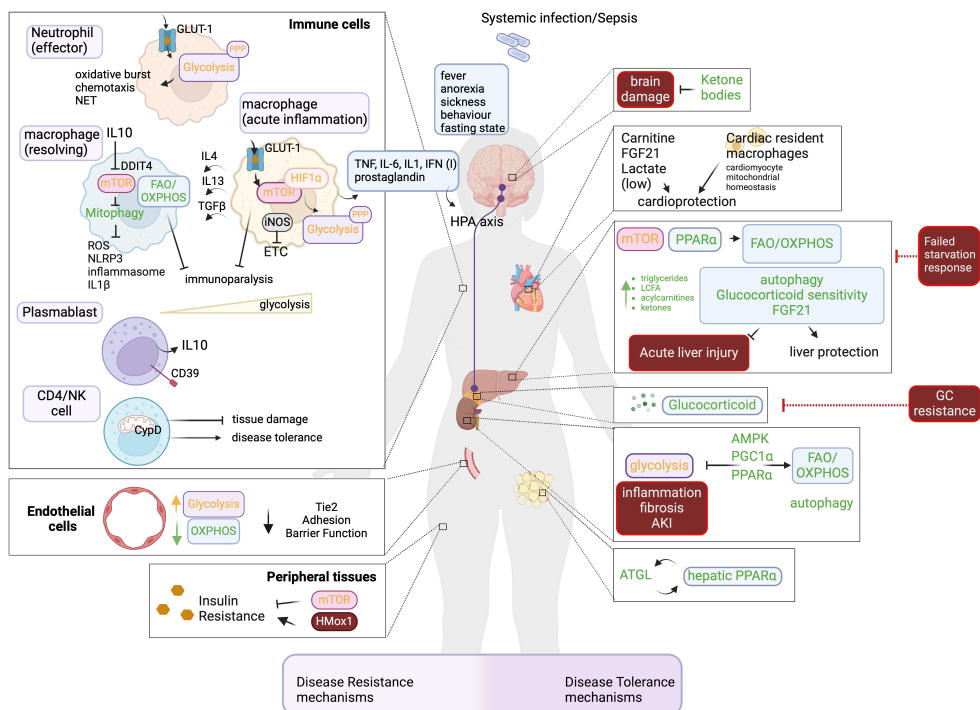 Immune cells
Neutrophil
(effector)
GLUT-1
PPP
Glycolysis
oxidative burst
chemotaxis
NET
macrophage
(acute inflammation)
macrophage
(resolving)
IL10
DDIT4
mTOR
FAO/
OXPHOS
Mitophagy
ROS
NLRP3
inflammasome
IL1β
IL4
IL13
TGFβ
GLUT-1
HIF1α
mTOR
iNOS
ETC
PPP
Glycolysis
immunoparalysis
glycolysis
Plasmablast
IL10
CD39
CD4/NK
cell
CypD
tissue damage
disease tolerance
Endothelial
cells
Glycolysis
OXPHOS
Tie2
Adhesion
Barrier Function
Peripheral tissues
Insulin
Resistance
mTOR
HMox1
Systemic infection/Sepsis
fever
anorexia
sickness
behaviour
fasting state
TNF, IL-6, IL1, IFN (I)
prostaglandin
HPA axis
brain
damage
Ketone
bodies
Carnitine
FGF21
Lactate
(low)
Cardiac resident
macrophages
cardiomyocyte
mitochondrial
homeostasis
cardioprotection
mTOR
PPARα
FAO/OXPHOS
triglycerides
LCFA
acylcarnitines
ketones
autophagy
Glucocorticoid sensitivity
FGF21
Acute liver injury
liver protection
Failed
starvation
response
Glucocorticoid
GC
resistance
glycolysis
AMPK
PGC1α
PPARα
FAO/
OXPHOS
inflammation
fibrosis
AKI
autophagy
ATGL
hepatic PPARα
Disease Resistance
mechanisms
Disease Tolerance
mechanisms